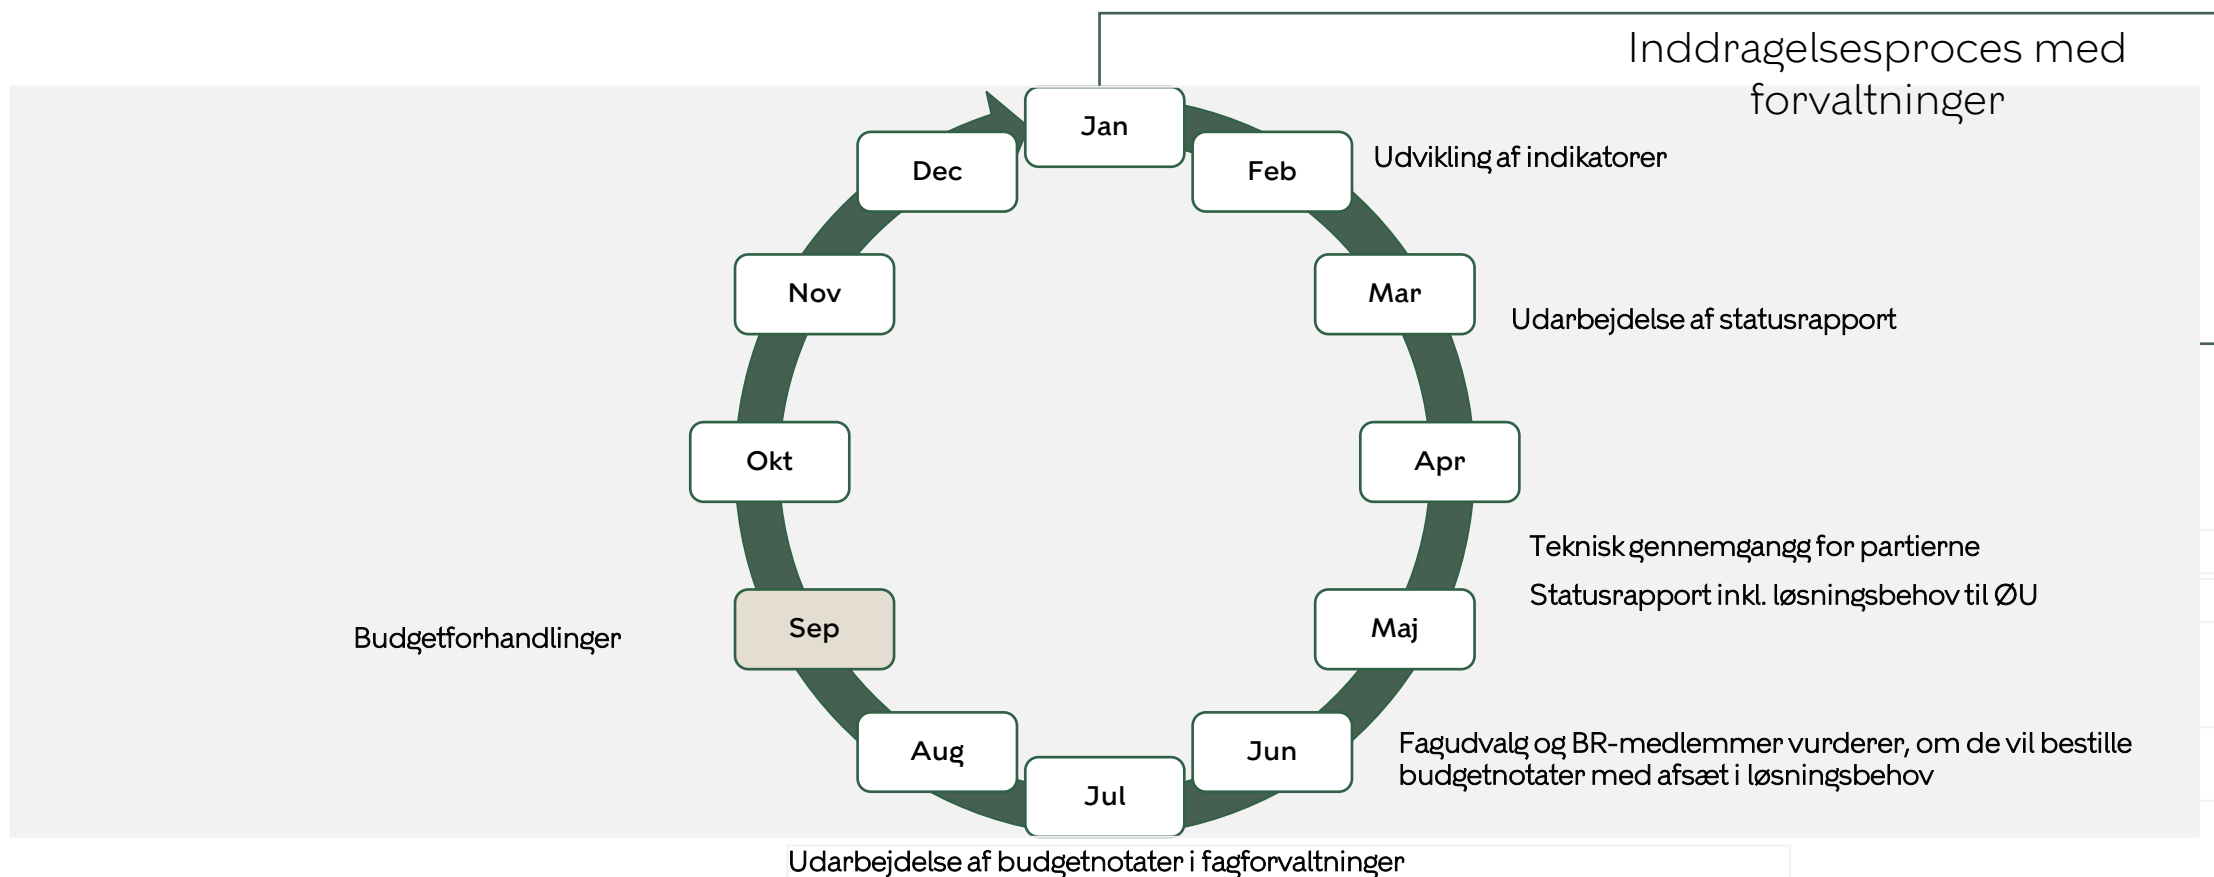 Inddragelsesproces med
forvaltninger
Jan
Feb
Udvikling af indikatorer
Mar
Udarbejdelse af statusrapport
Apr
Teknisk gennemgangg for partierne
Statusrapport inkl. løsningsbehov til ØU
Maj
Jun
Fagudvalg og BR-medlemmer vurderer, om de vil bestille
budgetnotater med afsæt i løsningsbehov
Jul
Udarbejdelse af budgetnotater i fagforvaltninger
Aug
Sep
Budgetforhandlinger
Okt
Nov
Dec